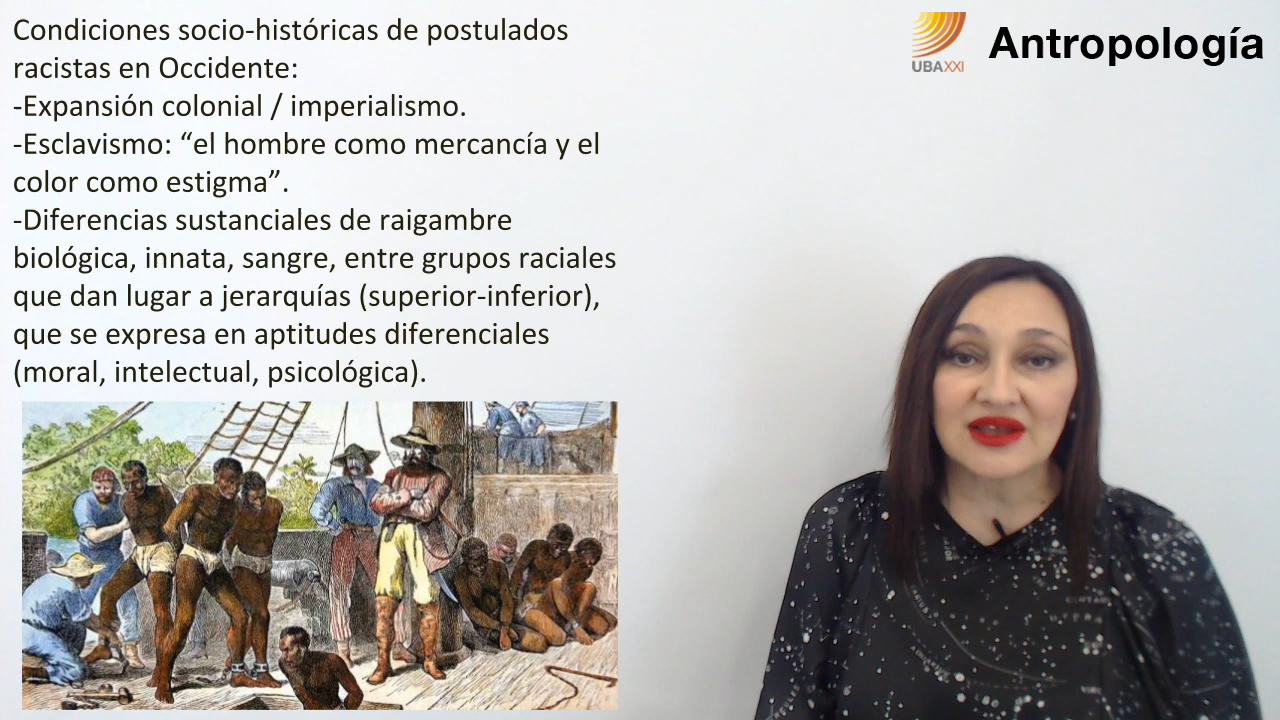 Condiciones socio-históricas de postulados
racistas en Occidente:
-Expansión colonial / imperialismo.
-Esclavismo: “el hombre como mercancía y el
color como estigma”.
-Diferencias sustanciales de raigambre
biológica, innata, sangre, entre grupos raciales
que dan lugar a jerarquías (superior-inferior),
que se expresa en aptitudes diferenciales
(moral, intelectual, psicológica).
UBAXXI
Antropología